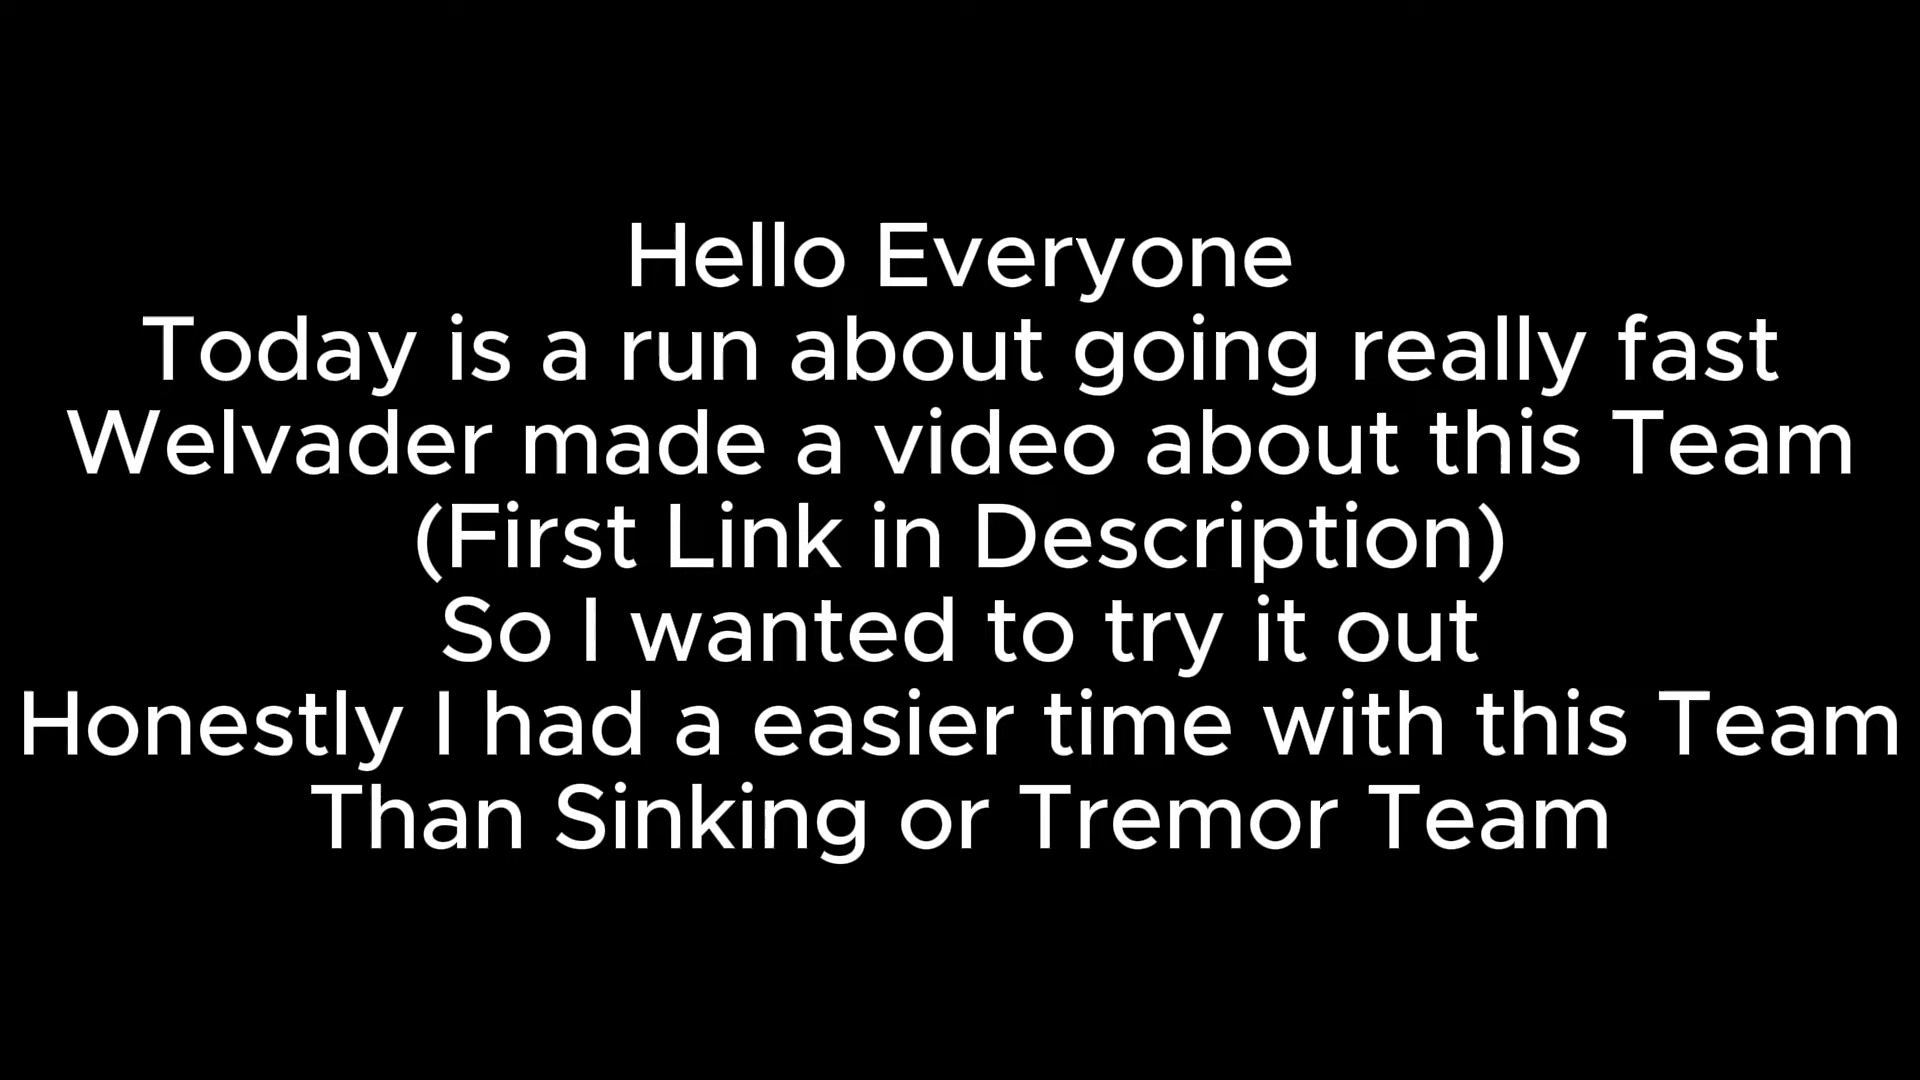 Hello Everyone
Today is a run about going really fast
Welvader made a video about this Team
(First Link in Description)
So I wanted to try it out
Honestly I had a easier time with this Team
Than Sinking or Tremor Team